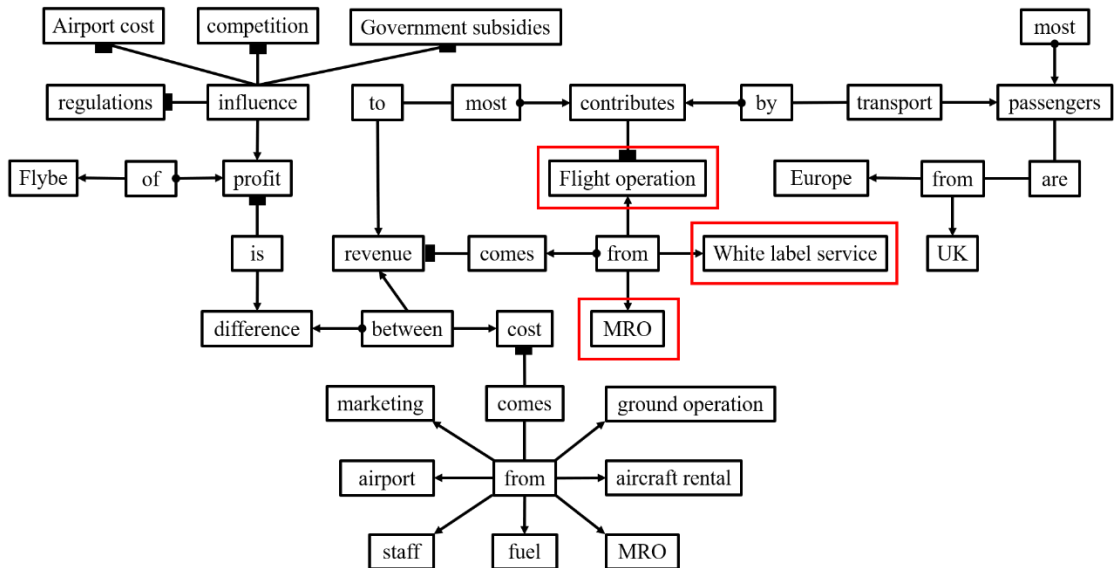 Airport cost
competition
Government subsidies
most
regulations
influence
to
most
contributes
by
transport
passengers
Flybe
of
profit
Flight operation
Europe
from
are
is
revenue
comes
from
White label service
UK
difference
between
cost
MRO
marketing
comes
ground operation
airport
from
aircraft rental
staff
fuel
MRO